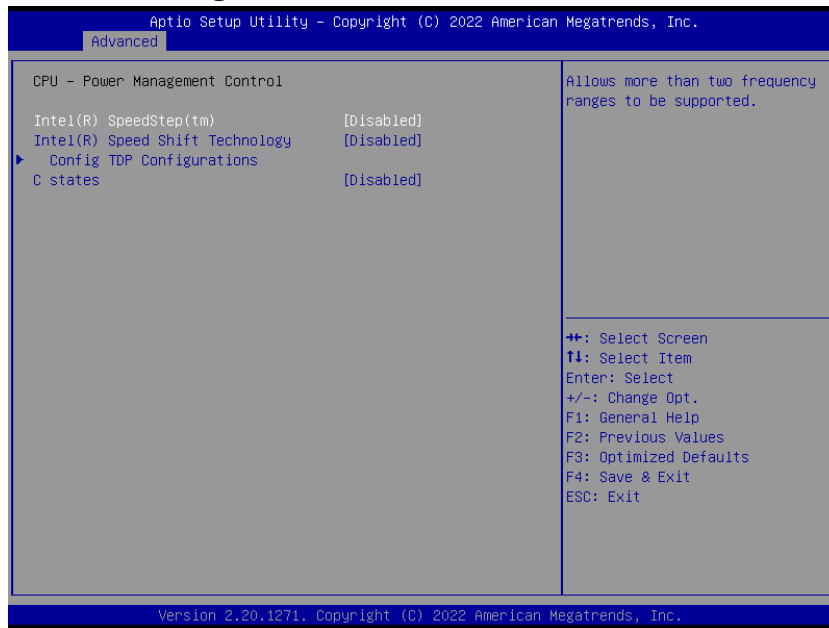 Aptio Setup Utility – Copyright (C) 2022 American Megatrends, Inc.
Advanced
CPU – Power Management Control
Intel(R) SpeedStep(tm) [Disabled]
Intel(R) Speed Shift Technology [Disabled]
Config TDP Configurations
C states [Disabled]
Allows more than two frequency
ranges to be supported.
→←: Select Screen
↑↓: Select Item
Enter: Select
+/-: Change Opt.
F1: General Help
F2: Previous Values
F3: Optimized Defaults
F4: Save & Exit
ESC: Exit
Version 2.20.1271. Copyright (C) 2022 American Megatrends, Inc.